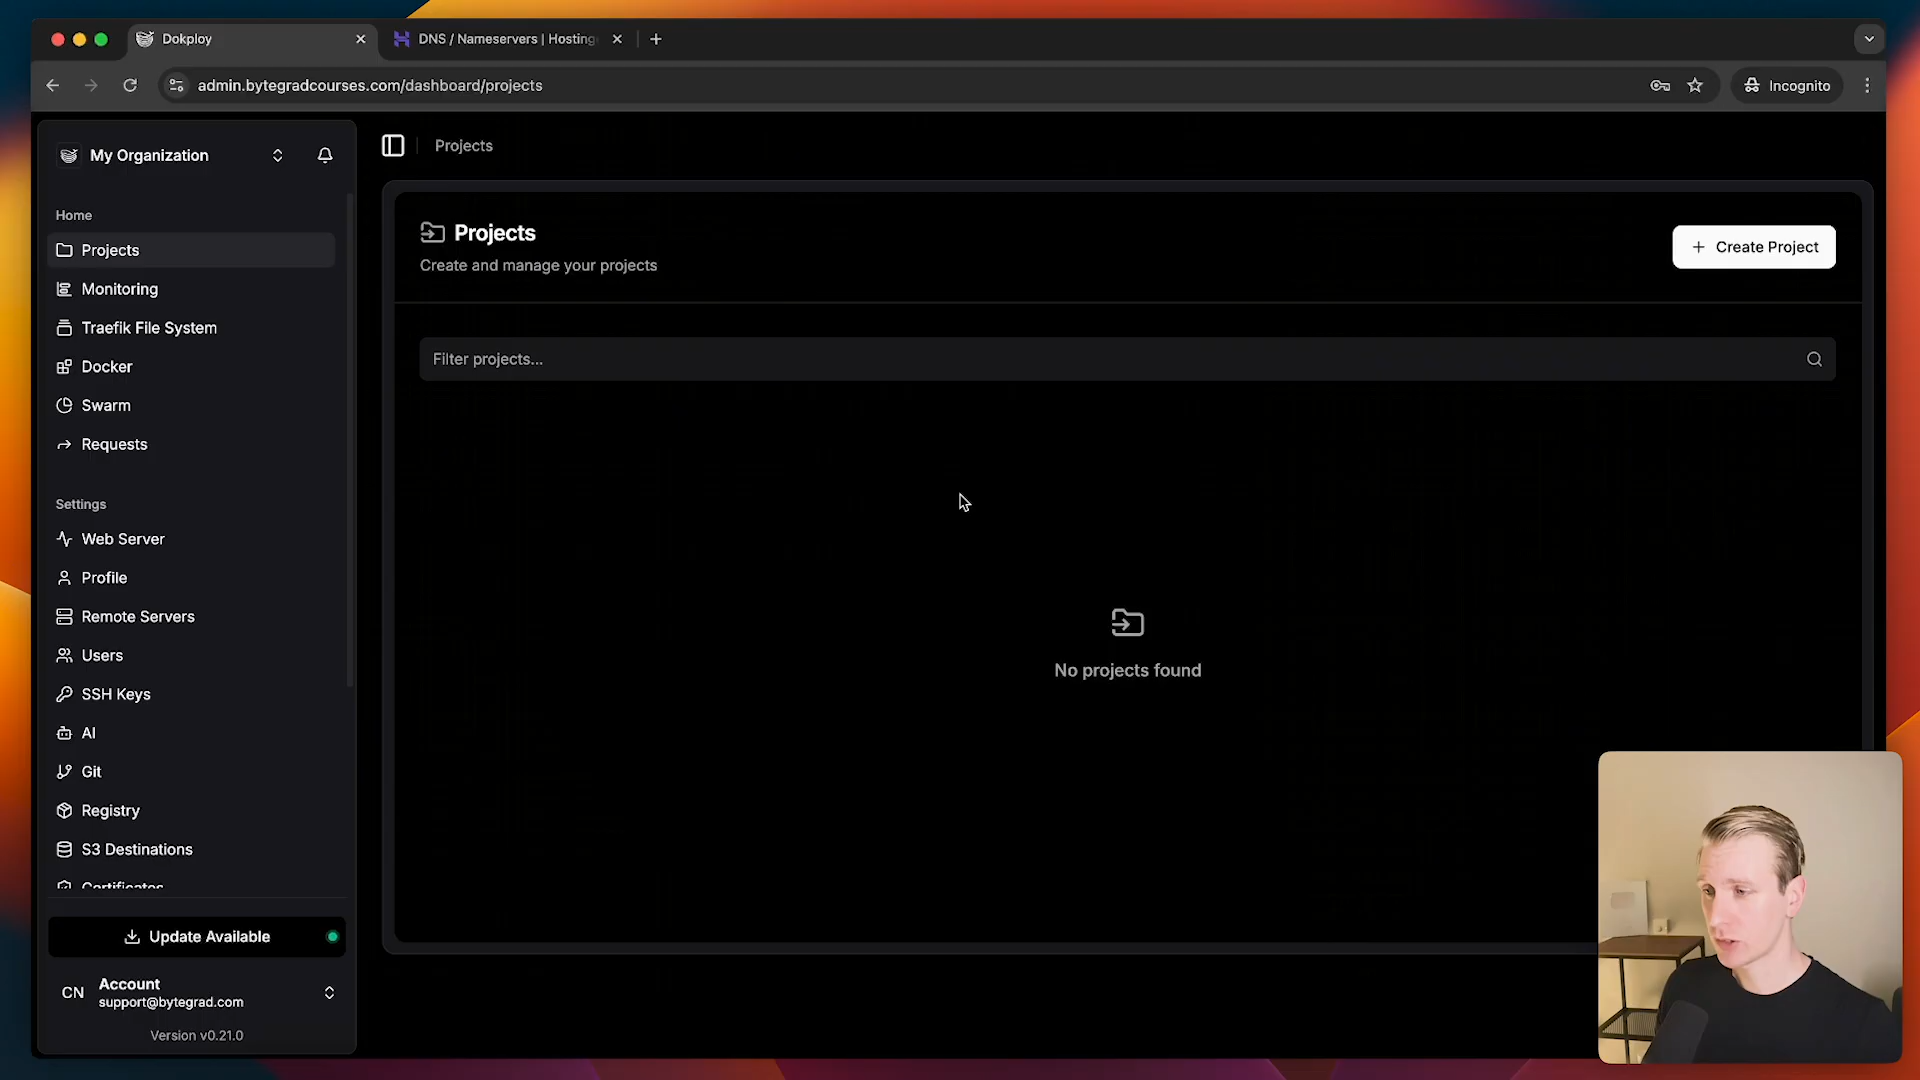 Dokploy
DNS / Nameservers | Hosting
admin.bytegradcourses.com/dashboard/projects
Incognito
My Organization
Projects
Home
Projects
Monitoring
Traefik File System
Docker
Swarm
Requests
Settings
Web Server
Profile
Remote Servers
Users
SSH Keys
AI
Git
Registry
S3 Destinations
Certificates
Update Available
CN
Account
support@bytegrad.com
Version v0.21.0
Projects
Create and manage your projects
Create Project
Filter projects...
No projects found